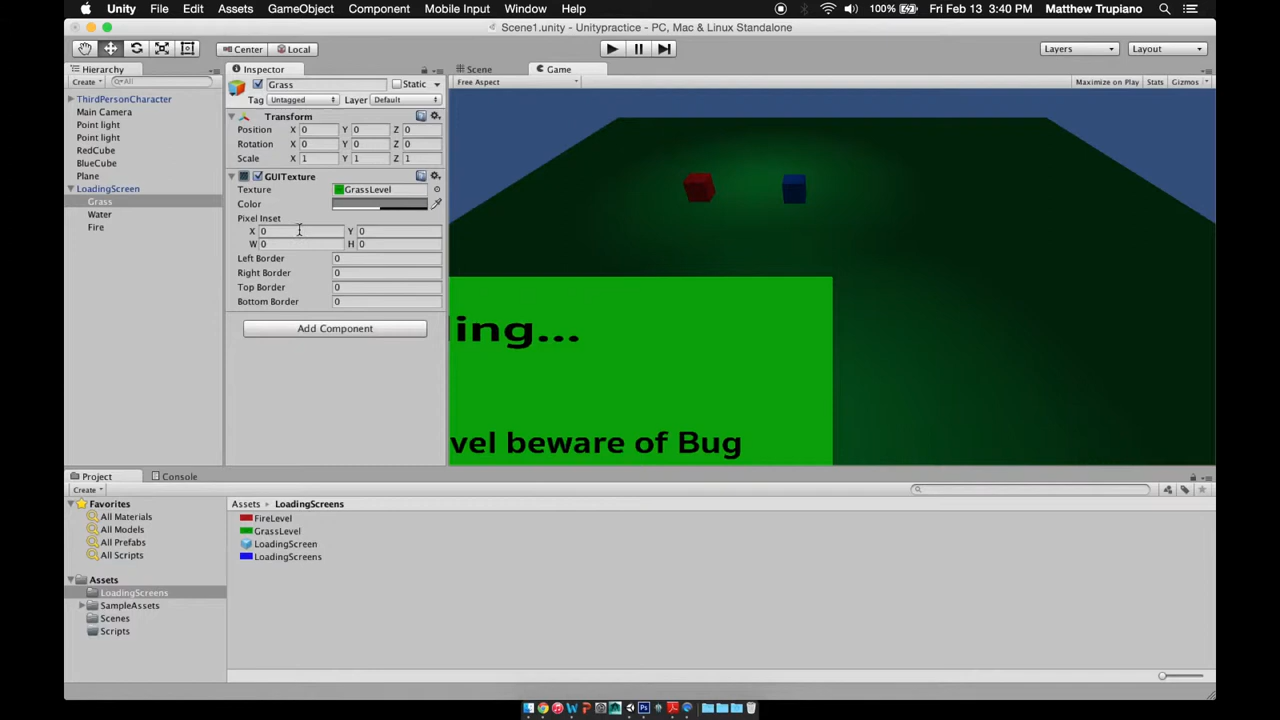 Unity File Edit Assets GameObject Component Mobile Input Window Help 100% Fri Feb 13 3:40 PM Matthew Trupiano
Scene1.unity - Unitypractice - PC, Mac & Linux Standalone
Center Local Layers Layout
Hierarchy Inspector Scene Game
Create All Grass Static Free Aspect Maximize on Play Stats Gizmos
ThirdPersonCharacter Tag Untagged Layer Default
Main Camera
Point light Transform
Point light Position X 0 Y 0 Z 0
RedCube Rotation X 0 Y 0 Z 0
BlueCube Scale X 1 Y 1 Z 1
Plane GUITexture
LoadingScreen Texture GrassLevel
Grass Color
Water Pixel Inset
Fire X 0 Y 0
W 0 H 0
Left Border 0
Right Border 0
Top Border 0
Bottom Border 0
Add Component
ling...
vel beware of Bug
Project Console
Create
Favorites Assets LoadingScreens
All Materials FireLevel
All Models GrassLevel
All Prefabs LoadingScreen
All Scripts LoadingScreens
Assets
LoadingScreens
SampleAssets
Scenes
Scripts